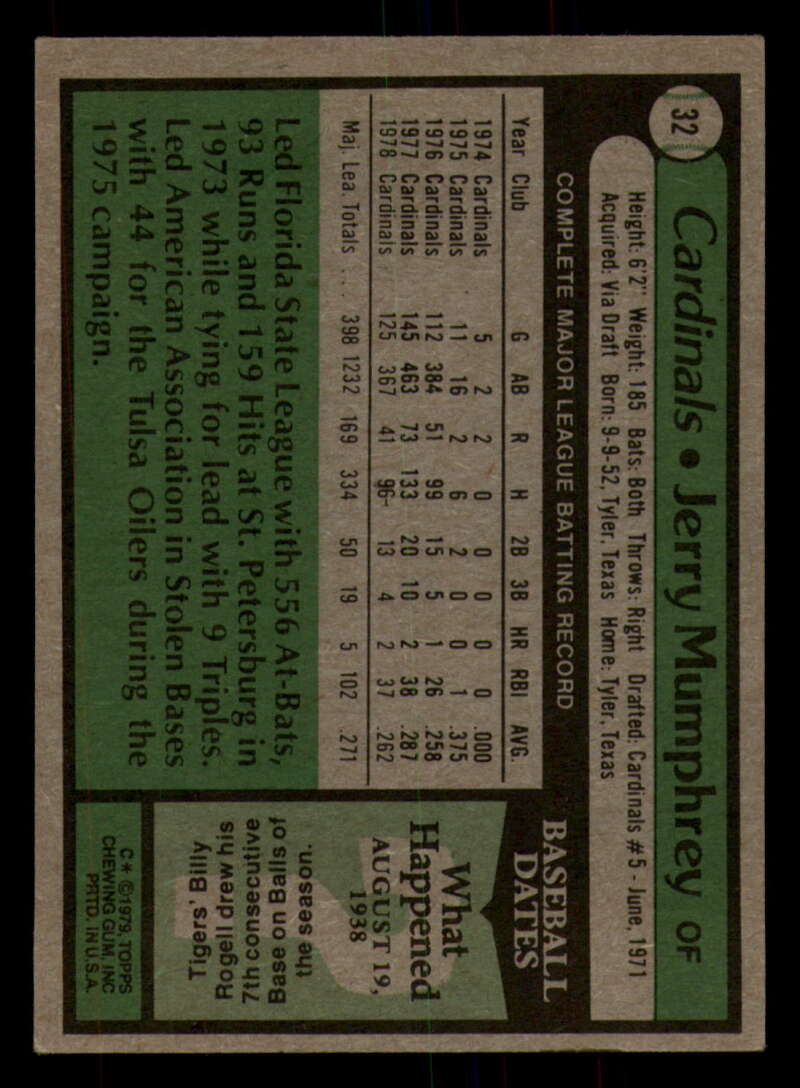 32
Cardinals • Jerry Mumphrey OF
Height: 6'2" Weight: 185 Bats: Both Throws: Right Drafted: Cardinals #5 - June, 1971
Acquired: Via Draft Born: 9-9-52, Tyler, Texas Home: Tyler, Texas
COMPLETE MAJOR LEAGUE BATTING RECORD
Year Club G AB R H 2B 3B HR RBI AVG.
1974 Cardinals 5 2 2 0 0 0 0 0 .000
1975 Cardinals 11 16 2 6 2 0 0 1 .375
1976 Cardinals 112 384 51 99 15 5 1 26 .258
1977 Cardinals 145 463 73 133 20 10 2 38 .287
1978 Cardinals 125 367 41 96 13 4 2 37 .262
Maj. Lea. Totals . . . 398 1232 169 334 50 19 5 102 .271
Led Florida State League with 556 At-Bats,
93 Runs and 159 Hits at St. Petersburg in
1973 while tying for lead with 9 Triples.
Led American Association in Stolen Bases
with 44 for the Tulsa Oilers during the
1975 campaign.
BASEBALL
DATES
What
Happened
AUGUST 19,
1938
Tigers' Billy
Rogell drew his
7th consecutive
Base on Balls of
the season.
C* ©1979, TOPPS
CHEWING GUM, INC
PRTD. IN U.S.A.